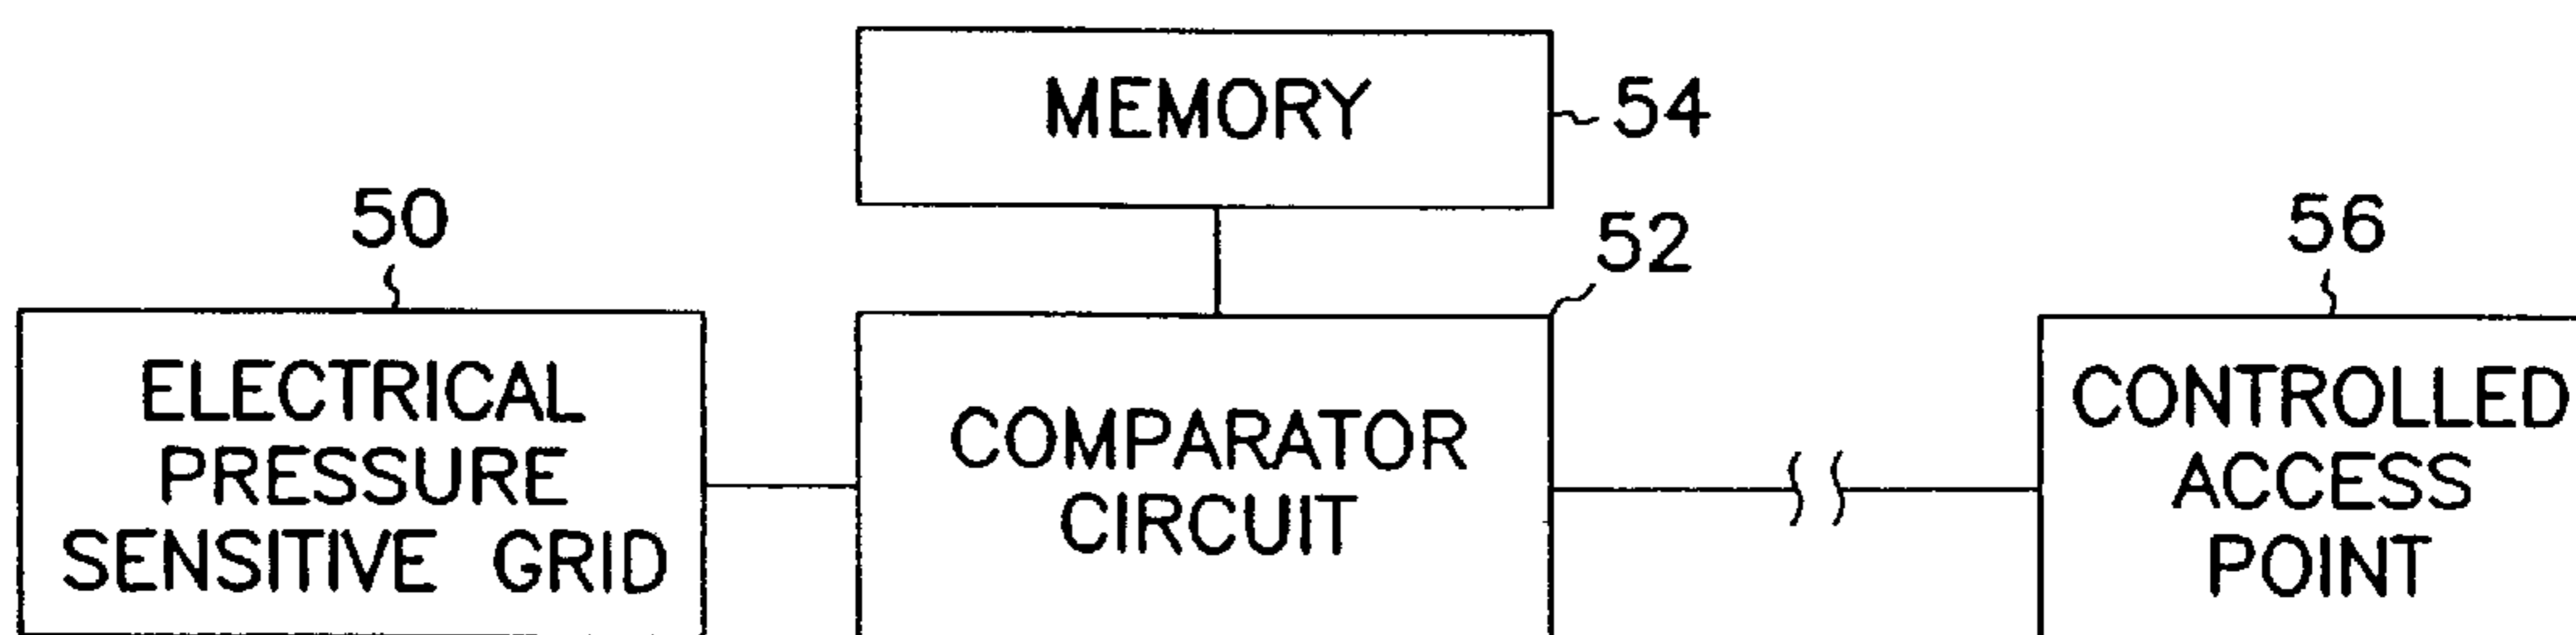 MEMORY
54
50
52
56
ELECTRICAL
PRESSURE
SENSITIVE GRID
COMPARATOR
CIRCUIT
CONTROLLED
ACCESS
POINT